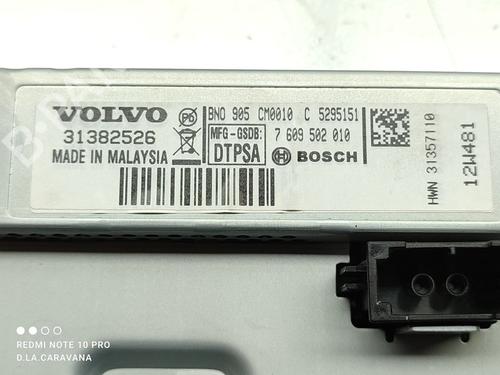 VOLVO
31382526
MADE IN MALAYSIA
BNO 905 CM0010 C 5295151
MFG-GSDB: 7 609 502 010
DTPSA BOSCH
HWN 31357110
12W481
REDMI NOTE 10 PRO
D.LA.CARAVANA